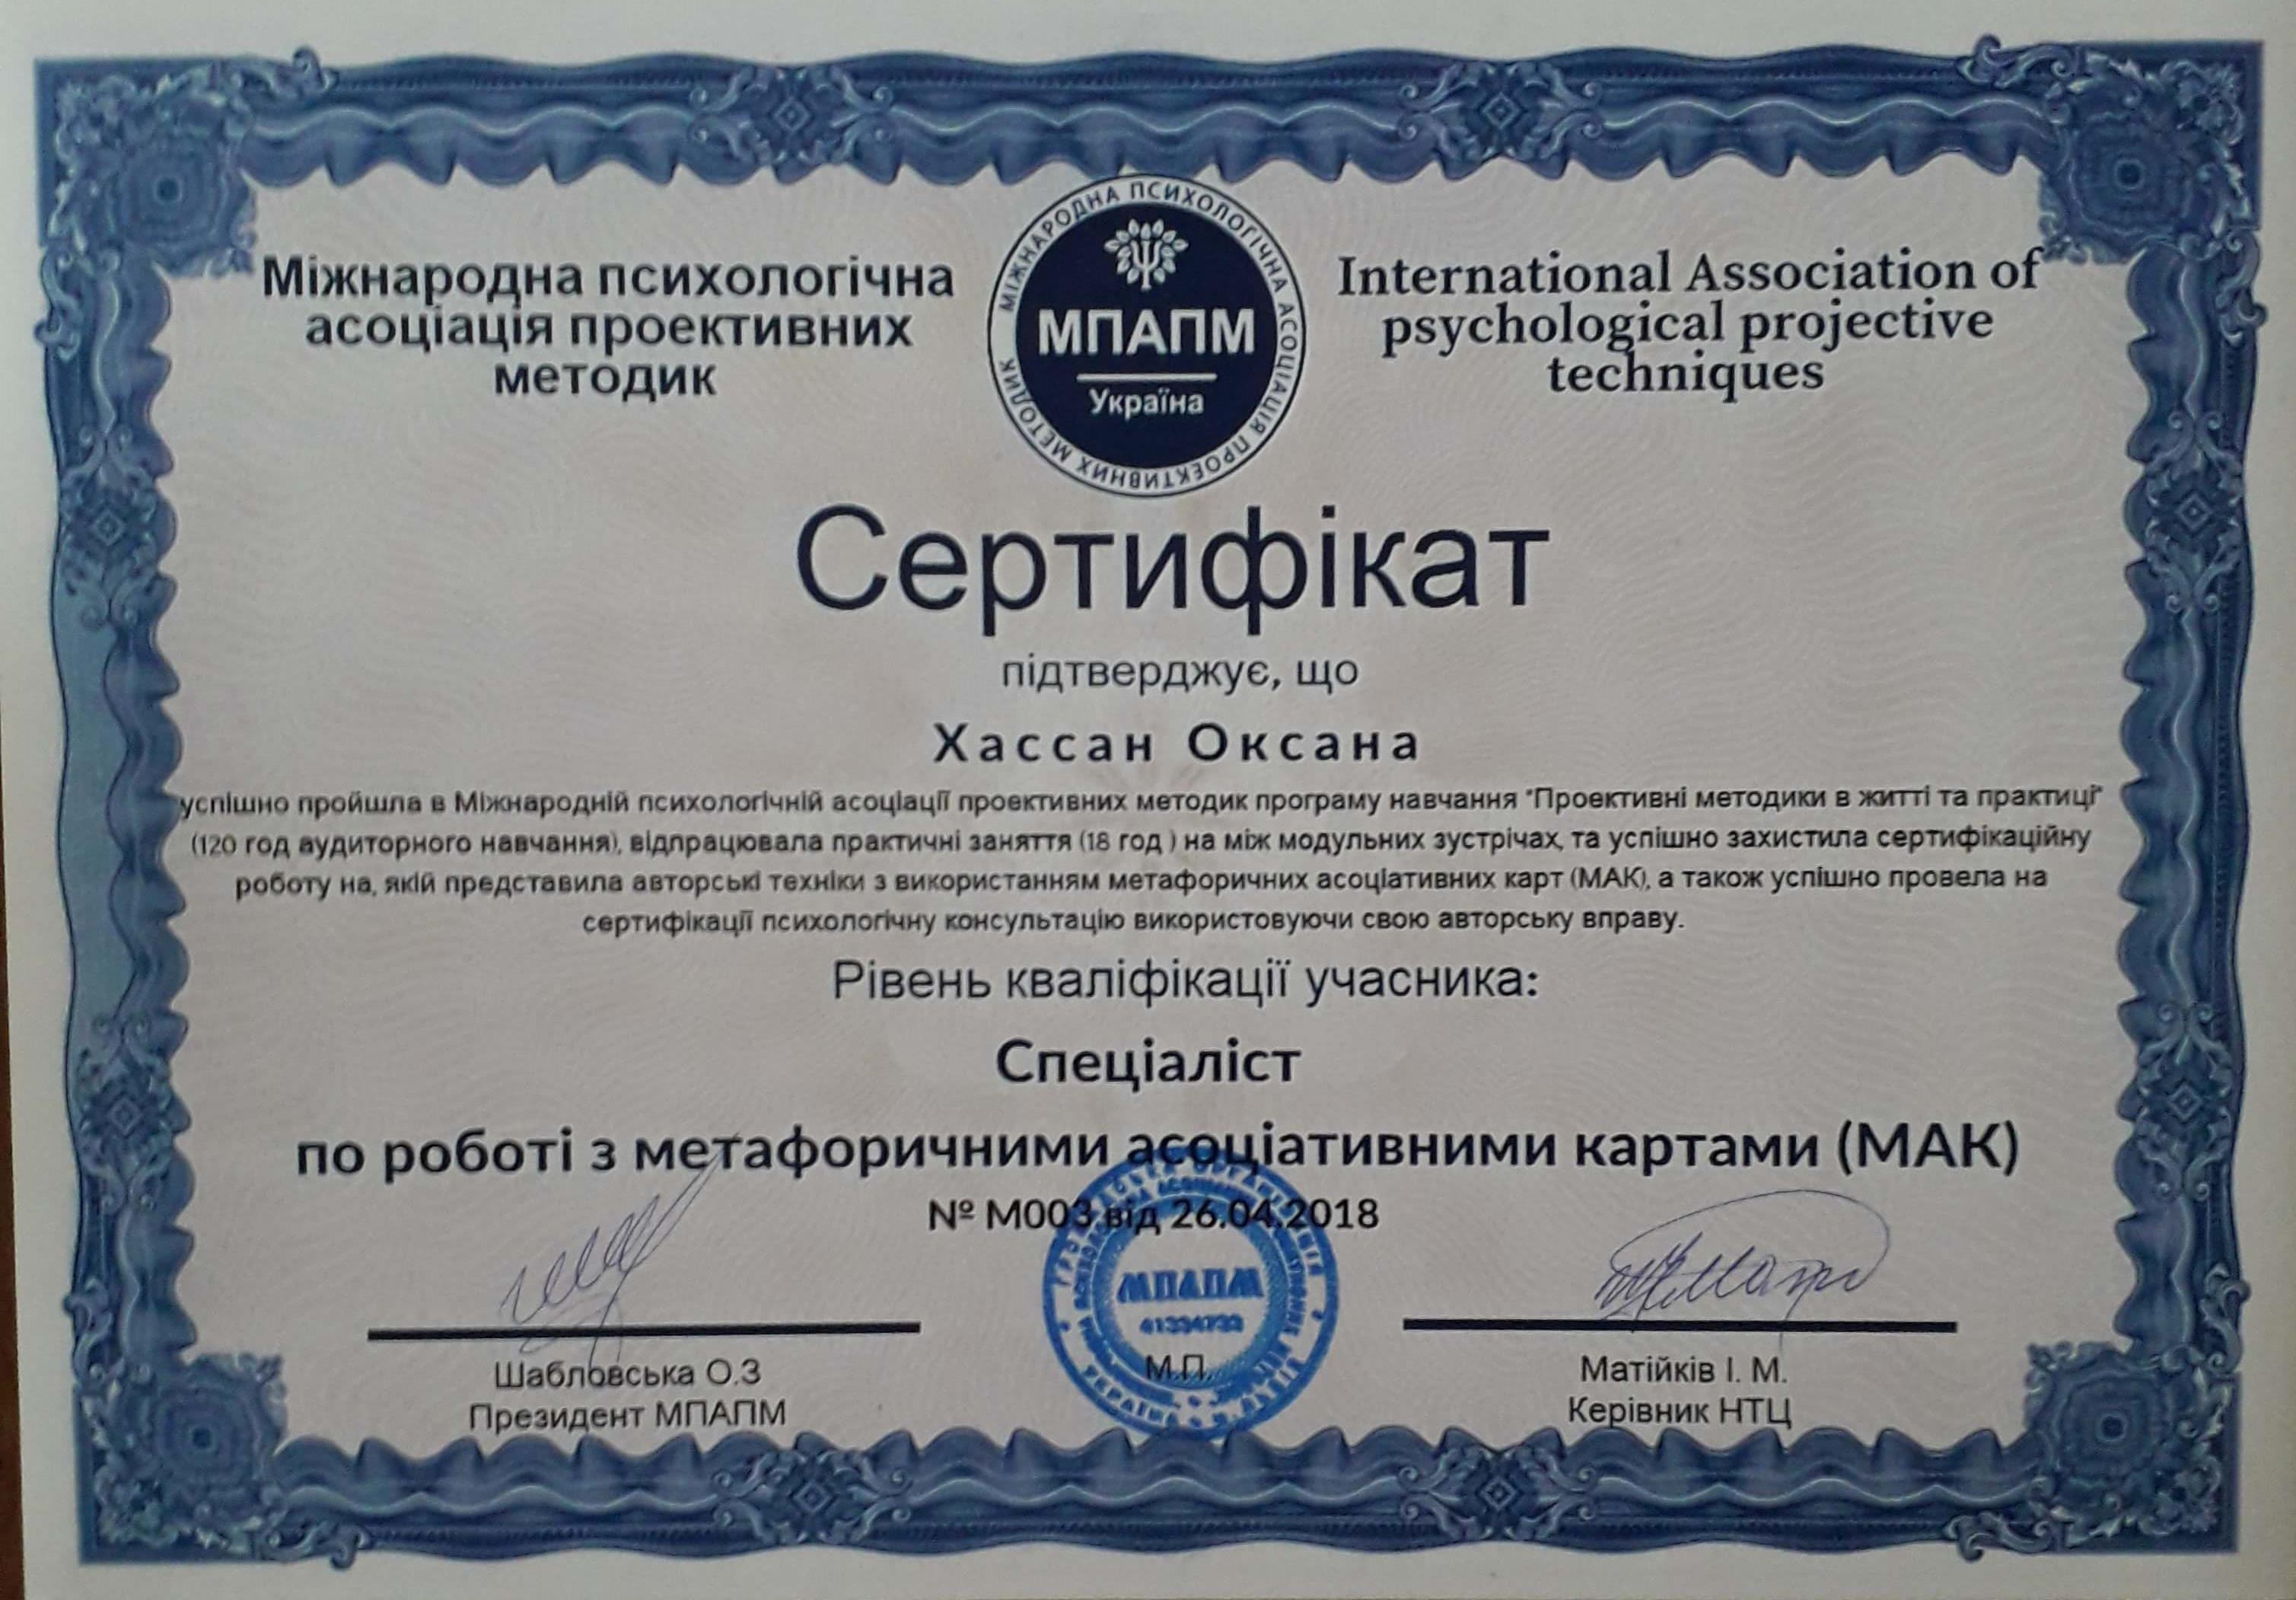 Міжнародна психологічна
асоціація проективних
методик
МІЖНАРОДНА ПСИХОЛОГІЧНА АСОЦІАЦІЯ ПРОЕКТИВНИХ МЕТОДИК
МПАПМ
Україна
International Association of
psychological projective
techniques
Сертифікат
підтверджує, що
Хассан Оксана
успішно пройшла в Міжнародній психологічній асоціації проективних методик програму навчання "Проективні методики в житті та практиці"
(120 год аудиторного навчання), відпрацювала практичні заняття (18 год ) на між модульних зустрічах, та успішно захистила сертифікаційну
роботу на, якій представила авторські техніки з використанням метафоричних асоціативних карт (МАК), а також успішно провела на
сертифікації психологічну консультацію використовуючи свою авторську вправу.
Рівень кваліфікації учасника:
Спеціаліст
по роботі з метафоричними асоціативними картами (МАК)
№ М003 від 26.04.2018
МПАПМ
41334733
М.П.
УКРАЇНА
Шабловська О.З
Президент МПАПМ
Матійків І. М.
Керівник НТЦ